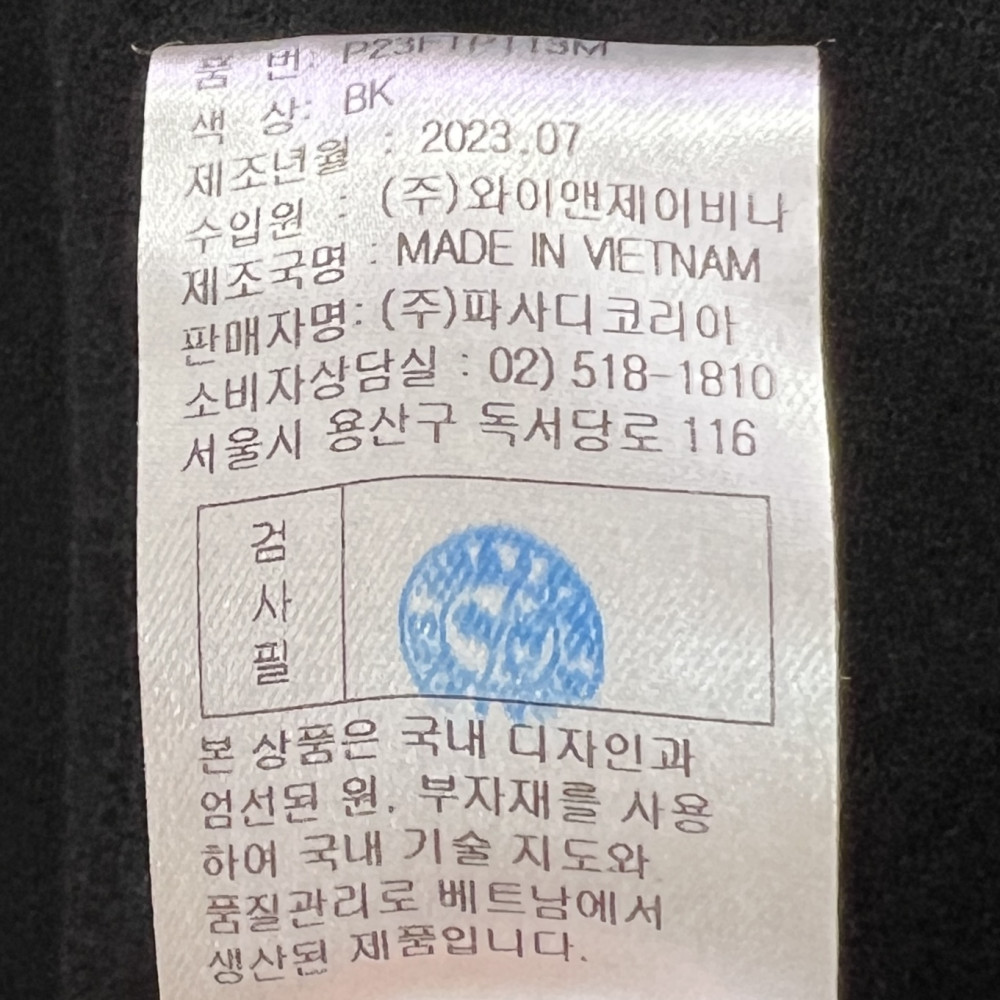 품 번: P23FTP113M
색 상: BK
제조년월 : 2023.07
수입원 : (주)와이앤제이비나
제조국명 : MADE IN VIETNAM
판매자명: (주)파사디코리아
소비자상담실 : 02) 518-1810
서울시 용산구 독서당로 116
검
사
필
본 상품은 국내 디자인과
엄선된 원. 부자재를 사용
하여 국내 기술 지도와
품질관리로 베트남에서
생산된 제품입니다.